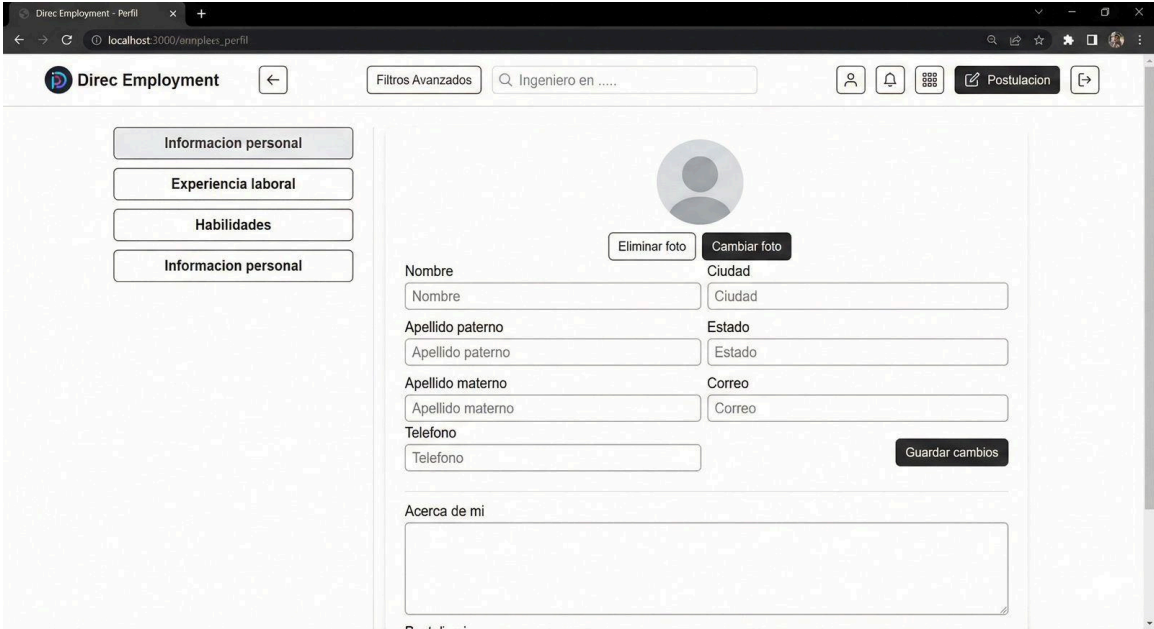 Direc Employment - Perfil
localhost:3000/
Direc Employment
Filtros Avanzados
Ingeniero en .....
Postulacion
Informacion personal
Experiencia laboral
Habilidades
Informacion personal
Eliminar foto
Cambiar foto
Nombre
Ciudad
Nombre
Ciudad
Apellido paterno
Estado
Apellido paterno
Estado
Apellido materno
Correo
Apellido materno
Correo
Telefono
Telefono
Guardar cambios
Acerca de mi